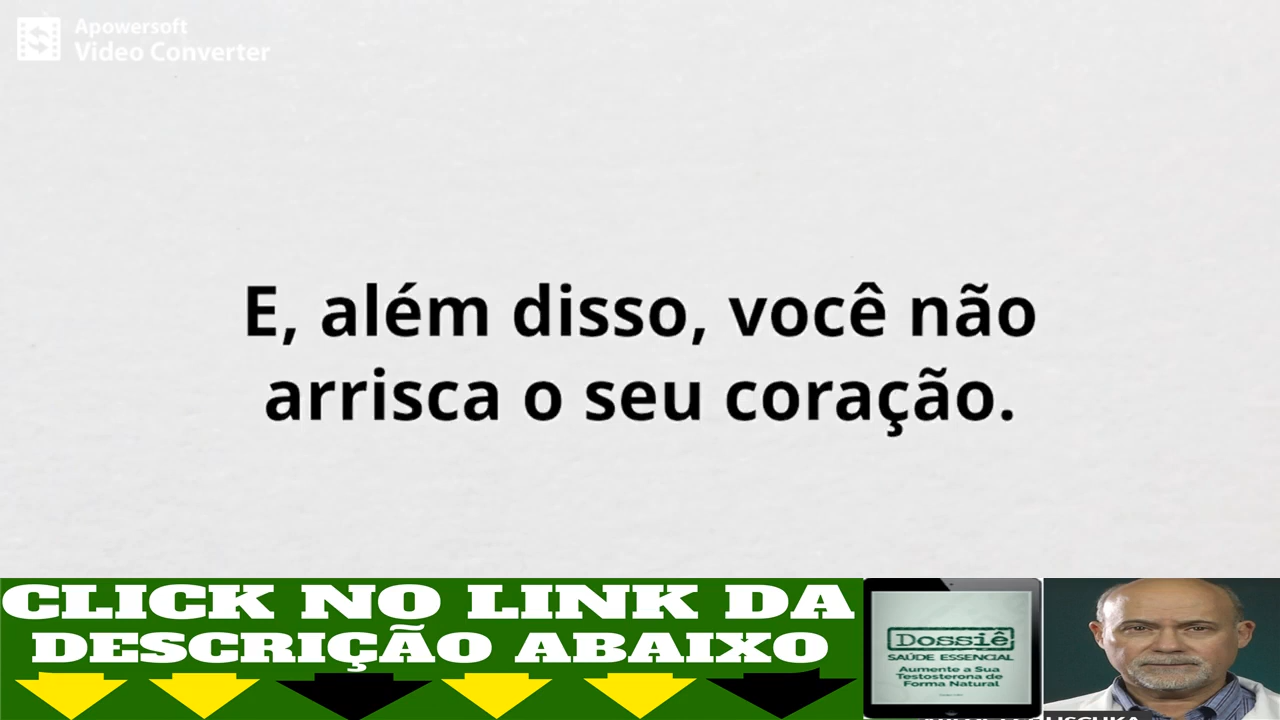 Apowersoft
Video Converter
E, além disso, você não
arrisca o seu coração.
CLICK NO LINK DA
DESCRIÇÃO ABAIXO
Dossiê
SAÚDE ESSENCIAL
Aumente a Sua
Testosterona de
Forma Natural